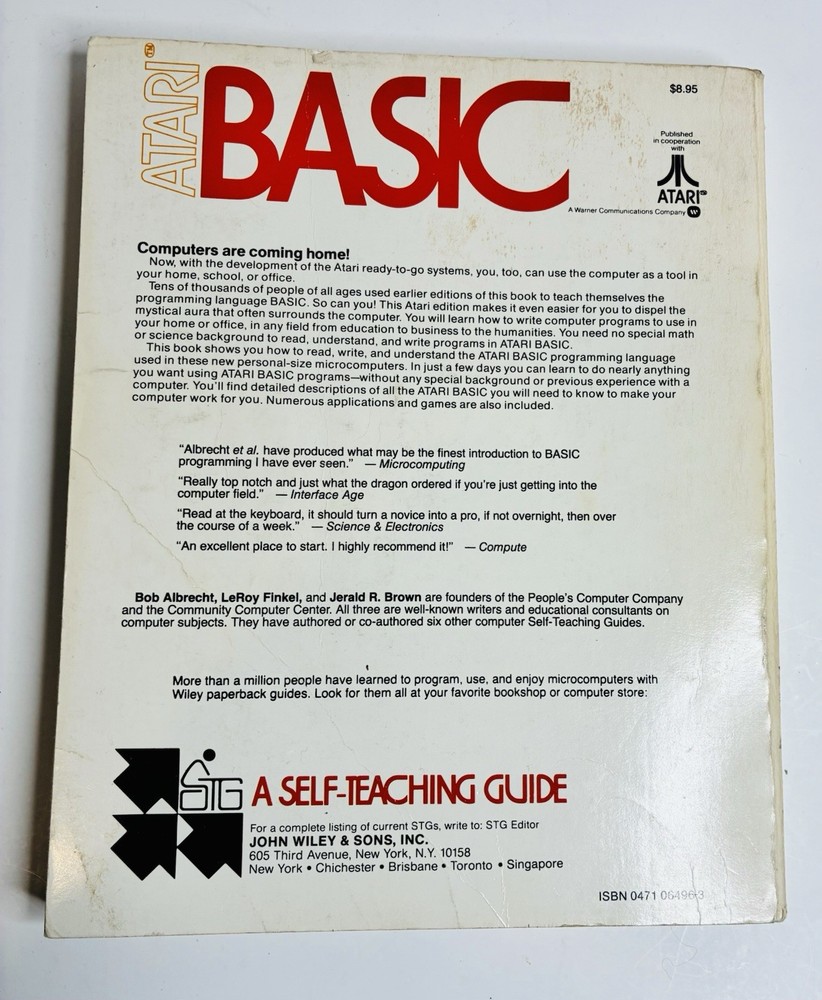 ATARI™
BASIC
$8.95
Published
in cooperation
with
ATARI®
A Warner Communications Company W
Computers are coming home!
Now, with the development of the Atari ready-to-go systems, you, too, can use the computer as a tool in
your home, school, or office.
Tens of thousands of people of all ages used earlier editions of this book to teach themselves the
programming language BASIC. So can you! This Atari edition makes it even easier for you to dispel the
mystical aura that often surrounds the computer. You will learn how to write computer programs to use in
your home or office, in any field from education to business to the humanities. You need no special math
or science background to read, understand, and write programs in ATARI BASIC.
This book shows you how to read, write, and understand the ATARI BASIC programming language
used in these new personal-size microcomputers. In just a few days you can learn to do nearly anything
you want using ATARI BASIC programs—without any special background or previous experience with a
computer. You'll find detailed descriptions of all the ATARI BASIC you will need to know to make your
computer work for you. Numerous applications and games are also included.
"Albrecht et al. have produced what may be the finest introduction to BASIC
programming I have ever seen." — Microcomputing
"Really top notch and just what the dragon ordered if you're just getting into the
computer field." — Interface Age
"Read at the keyboard, it should turn a novice into a pro, if not overnight, then over
the course of a week." — Science & Electronics
"An excellent place to start. I highly recommend it!" — Compute
Bob Albrecht, LeRoy Finkel, and Jerald R. Brown are founders of the People's Computer Company
and the Community Computer Center. All three are well-known writers and educational consultants on
computer subjects. They have authored or co-authored six other computer Self-Teaching Guides.
More than a million people have learned to program, use, and enjoy microcomputers with
Wiley paperback guides. Look for them all at your favorite bookshop or computer store:
STG A SELF-TEACHING GUIDE
For a complete listing of current STGs, write to: STG Editor
JOHN WILEY & SONS, INC.
605 Third Avenue, New York, N.Y. 10158
New York • Chichester • Brisbane • Toronto • Singapore
ISBN 0471 06496-3